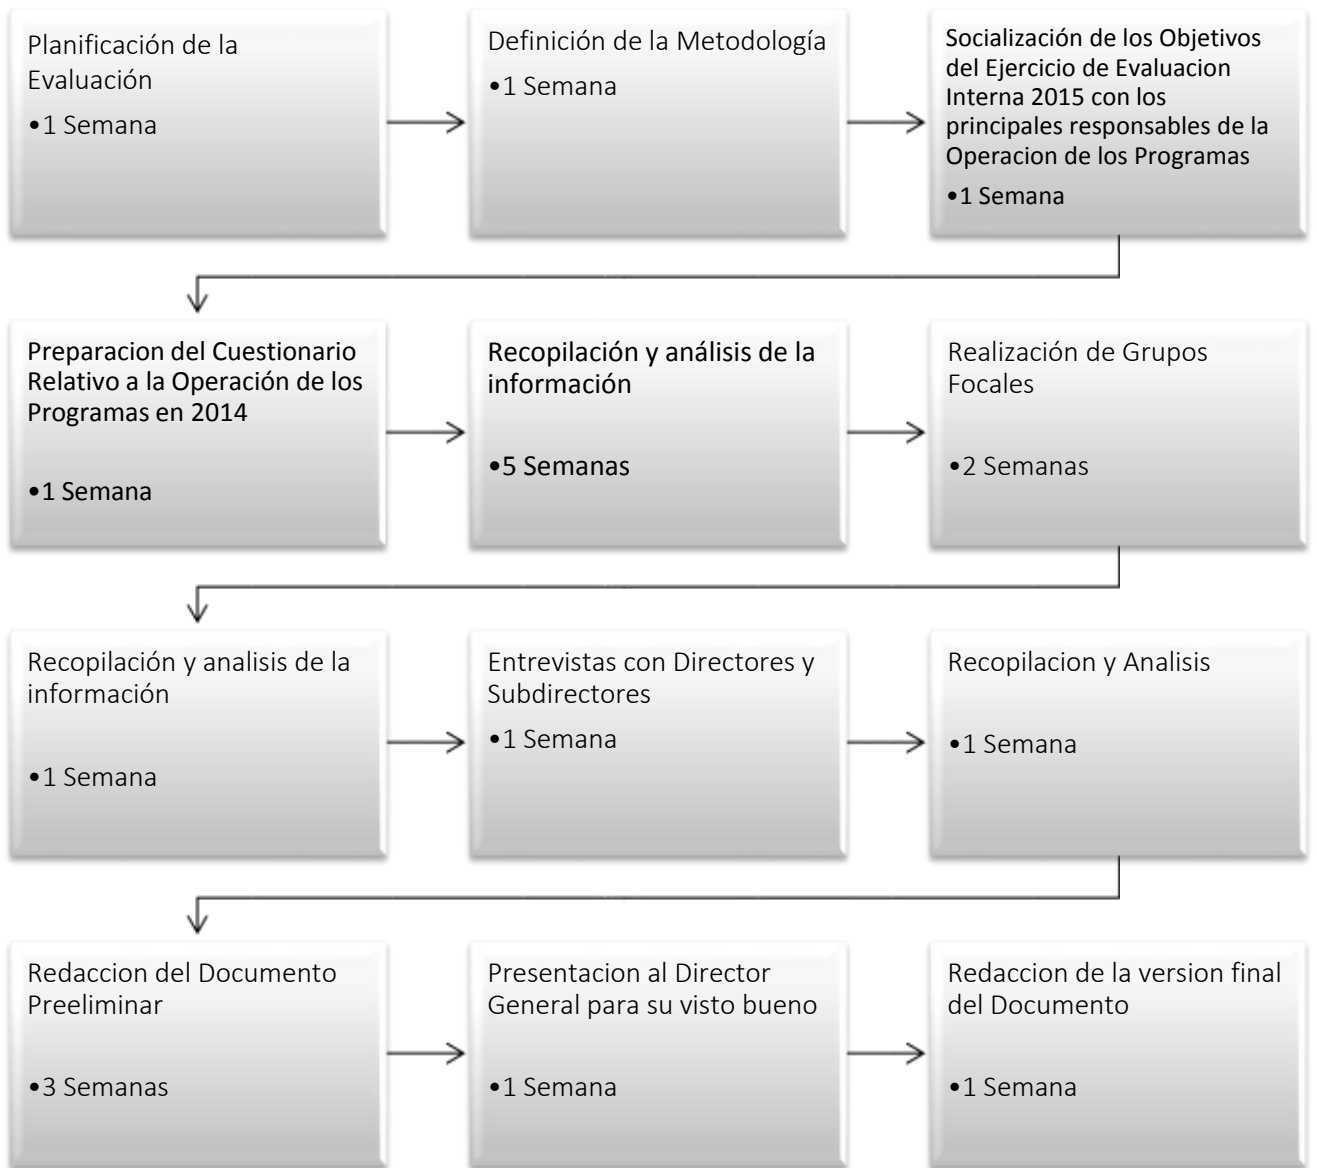 Planificación de la
Evaluación
•1 Semana
Definición de la Metodología
•1 Semana
Socialización de los Objetivos
del Ejercicio de Evaluacion
Interna 2015 con los
principales responsables de la
Operacion de los Programas
•1 Semana
Preparacion del Cuestionario
Relativo a la Operación de los
Programas en 2014
•1 Semana
Recopilación y análisis de la
información
•5 Semanas
Realización de Grupos
Focales
•2 Semanas
Recopilación y analisis de la
información
•1 Semana
Entrevistas con Directores y
Subdirectores
•1 Semana
Recopilacion y Analisis
•1 Semana
Redaccion del Documento
Preeliminar
•3 Semanas
Presentacion al Director
General para su visto bueno
•1 Semana
Redaccion de la version final
del Documento
•1 Semana